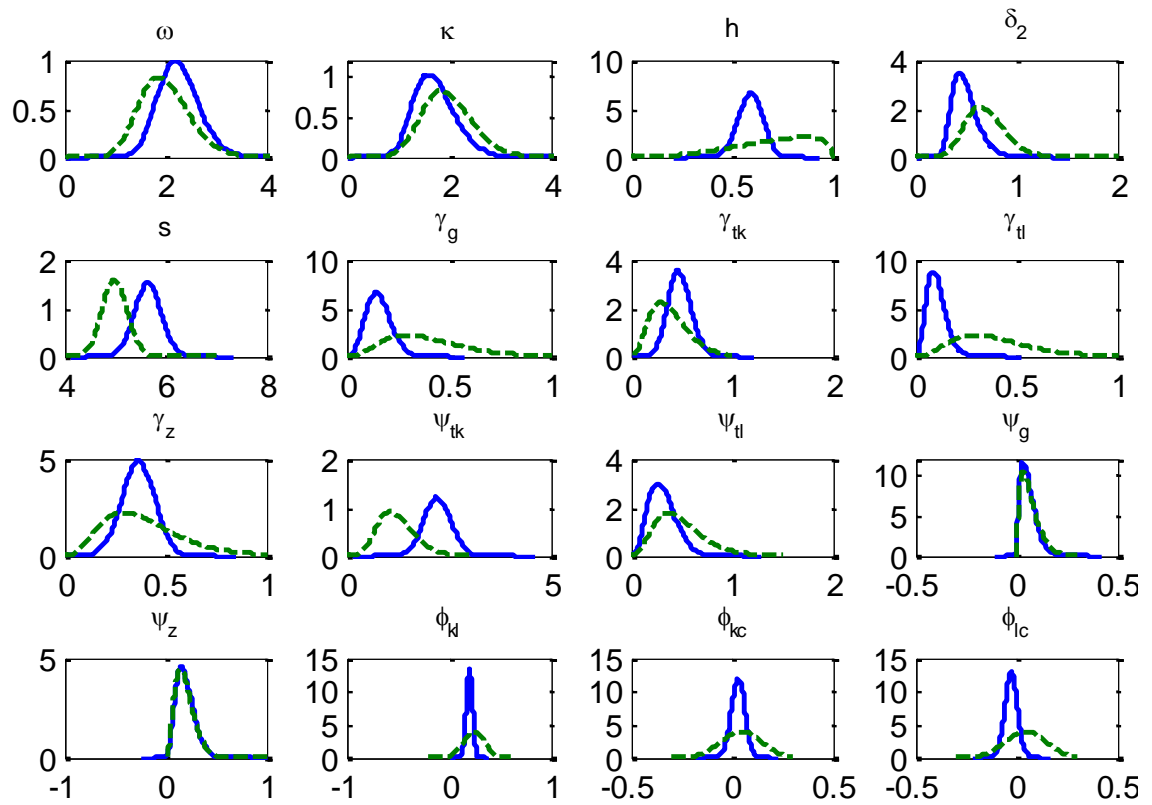 ω κ h δ2
1 1 10 4
0.5 0.5 5 2
0 0 0 0
0 2 4 0 2 4 0 0.5 1 0 1 2
s γg γtk γtl
2 10 4 10
1 5 2 5
0 0 0 0
4 6 8 0 0.5 1 0 1 2 0 0.5 1
γz ψtk ψtl ψg
5 2 4 10
1 2 5
0 0 0 0
0 0.5 1 0 5 0 1 2 -0.5 0 0.5
ψz ϕkl ϕkc ϕlc
5 15 15 15
10 10 10
5 5 5
0 0 0 0
-1 0 1 -1 0 1 -0.5 0 0.5 -0.5 0 0.5